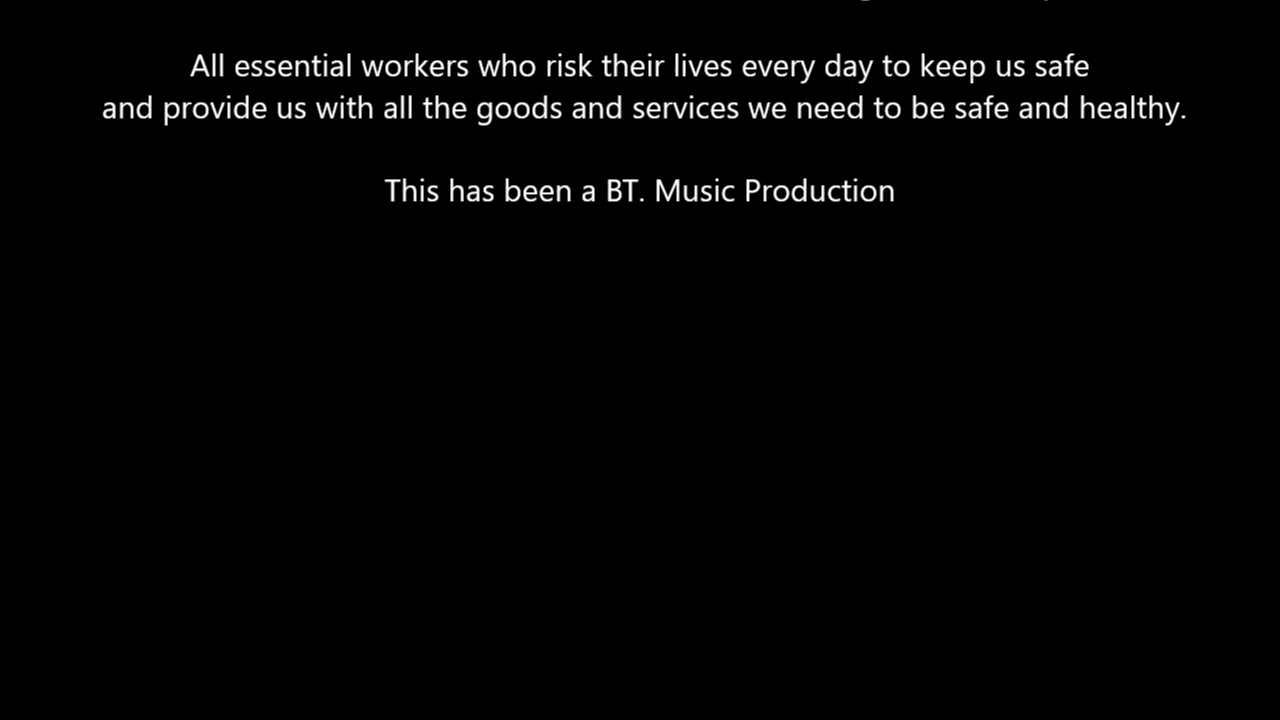 All essential workers who risk their lives every day to keep us safe
and provide us with all the goods and services we need to be safe and healthy.
This has been a BT. Music Production